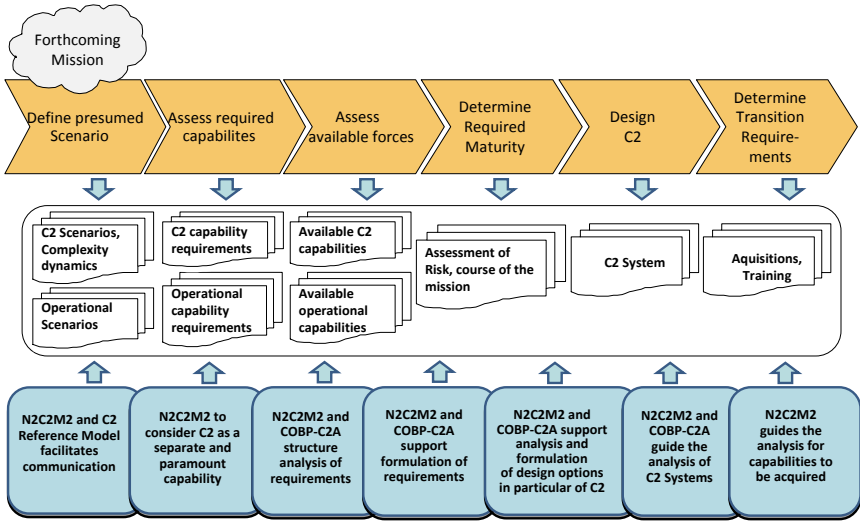 Forthcoming
Mission
Define presumed
Scenario
Assess required
capabilites
Assess
available forces
Determine
Required
Maturity
Design
C2
Determine
Transition
Require-
ments
C2 Scenarios,
Complexity
dynamics
Operational
Scenarios
C2 capability
requirements
Operational
capability
requirements
Available C2
capabilities
Available
operational
capabilities
Assessment of
Risk, course of the
mission
C2 System
Aquisitions,
Training
N2C2M2 and C2
Reference Model
facilitates
communication
N2C2M2 to
consider C2 as a
separate and
paramount
capability
N2C2M2 and
COBP-C2A
structure
analysis of
requirements
N2C2M2 and
COBP-C2A
support
formulation of
requirements
N2C2M2 and
COBP-C2A support
analysis and
formulation
of design options
in particular of C2
N2C2M2 and
COBP-C2A
guide the
analysis of
C2 Systems
N2C2M2
guides the
analysis for
capabilities to
be acquired